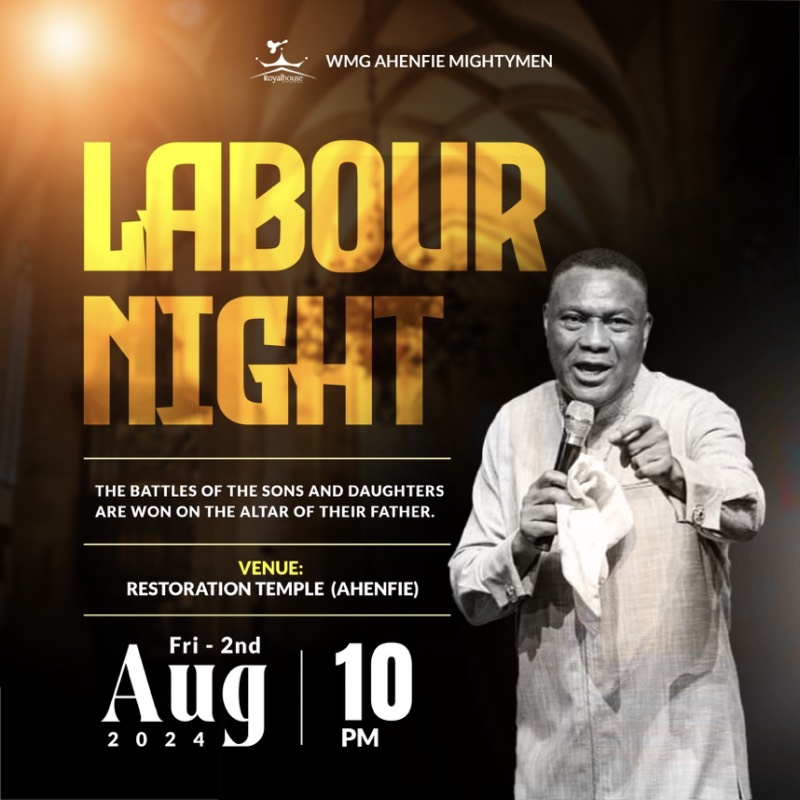 Royalhouse
WMG AHENFIE MIGHTYMEN
LABOUR
NIGHT
THE BATTLES OF THE SONS AND DAUGHTERS
ARE WON ON THE ALTAR OF THEIR FATHER.
VENUE:
RESTORATION TEMPLE (AHENFIE)
Fri - 2nd
Aug
2024
10
PM